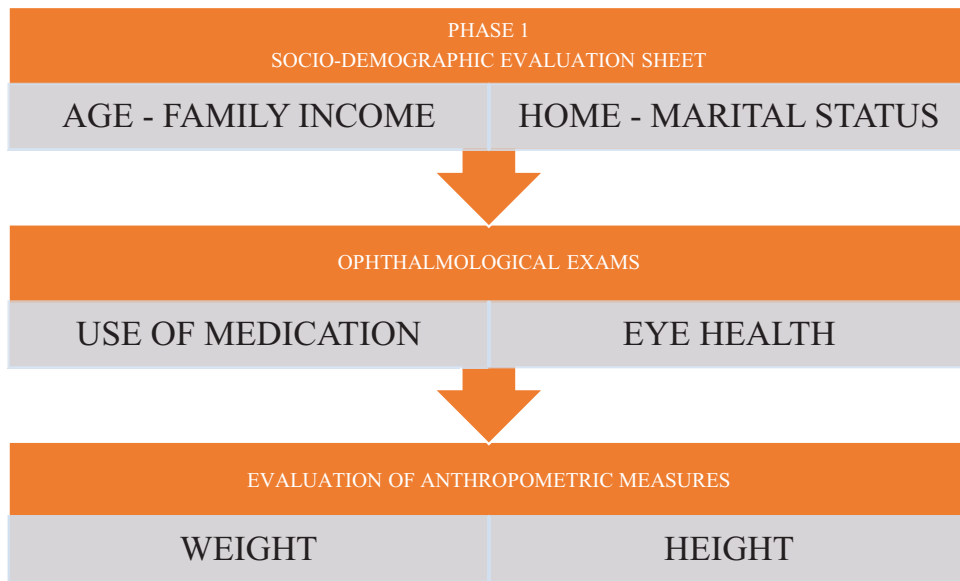 PHASE 1
SOCIO-DEMOGRAPHIC EVALUATION SHEET
AGE - FAMILY INCOME
HOME - MARITAL STATUS
OPHTHALMOLOGICAL EXAMS
USE OF MEDICATION
EYE HEALTH
EVALUATION OF ANTHROPOMETRIC MEASURES
WEIGHT
HEIGHT